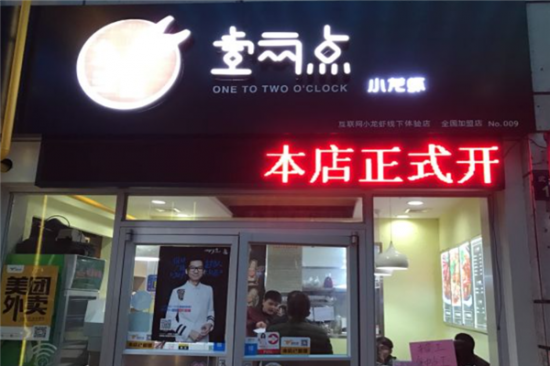 壹两点
ONE TO TWO O'CLOCK
小龙虾
互联网小龙虾线下体验店 全国加盟店 No.009
本店正式开
美团
外卖